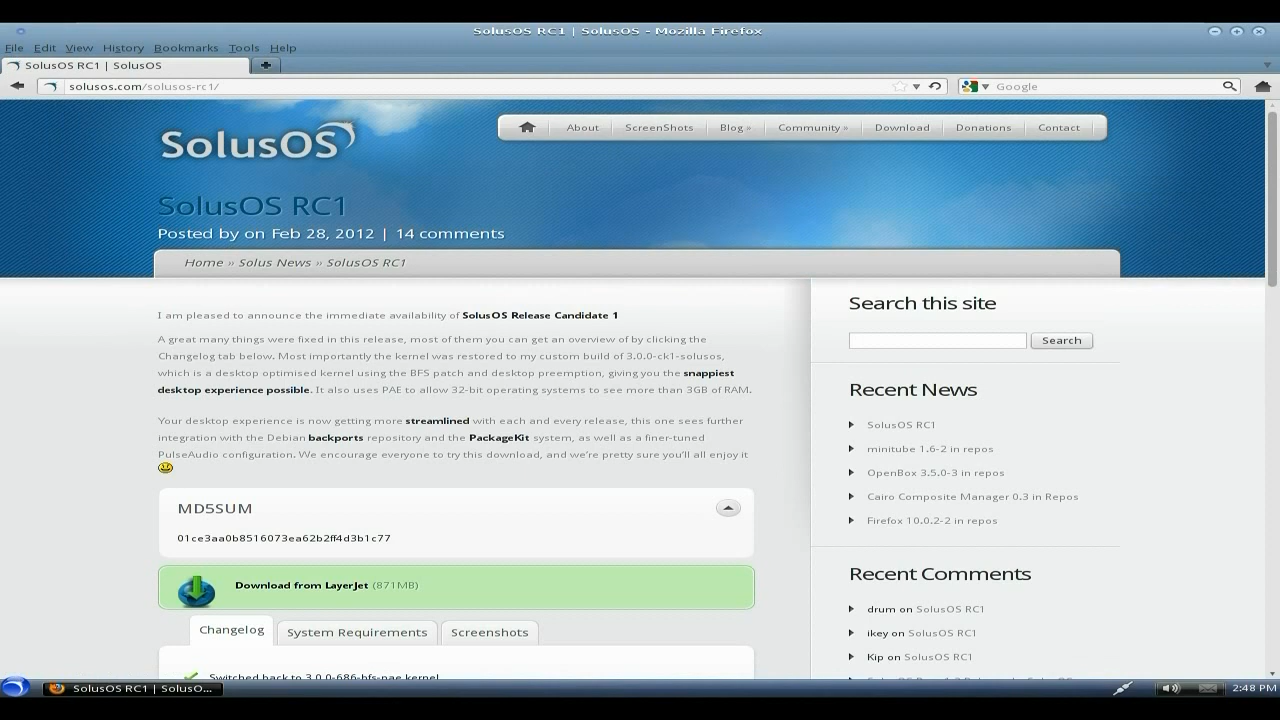 SolusOS RC1 | SolusOS - Mozilla Firefox
File Edit View History Bookmarks Tools Help
SolusOS RC1 | SolusOS
solusos.com/solusos-rc1/
Google
SolusOS
About ScreenShots Blog » Community » Download Donations Contact
SolusOS RC1
Posted by on Feb 28, 2012 | 14 comments
Home » Solus News » SolusOS RC1
I am pleased to announce the immediate availability of SolusOS Release Candidate 1
A great many things were fixed in this release, most of them you can get an overview of by clicking the
Changelog tab below. Most importantly the kernel was restored to my custom build of 3.0.0-ck1-solusos,
which is a desktop optimised kernel using the BFS patch and desktop preemption, giving you the snappiest
desktop experience possible. It also uses PAE to allow 32-bit operating systems to see more than 3GB of RAM.
Your desktop experience is now getting more streamlined with each and every release, this one sees further
integration with the Debian backports repository and the PackageKit system, as well as a finer-tuned
PulseAudio configuration. We encourage everyone to try this download, and we're pretty sure you'll all enjoy it
MD5SUM
01ce3aa0b8516073ea62b2ff4d3b1c77
Download from LayerJet (871MB)
Changelog System Requirements Screenshots
Switched back to 3.0.0-686-bfs-pae kernel
Search this site
Search
Recent News
SolusOS RC1
minitube 1.6-2 in repos
OpenBox 3.5.0-3 in repos
Cairo Composite Manager 0.3 in Repos
Firefox 10.0.2-2 in repos
Recent Comments
drum on SolusOS RC1
ikey on SolusOS RC1
Kip on SolusOS RC1
SolusOS RC1 | SolusO...
2:48 PM